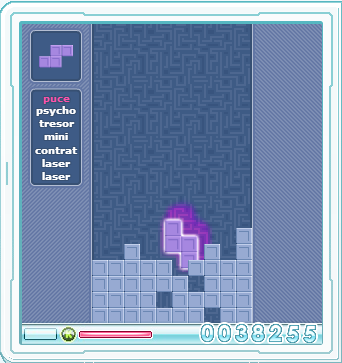 puce
psycho
tresor
mini
contrat
laser
laser
0038255